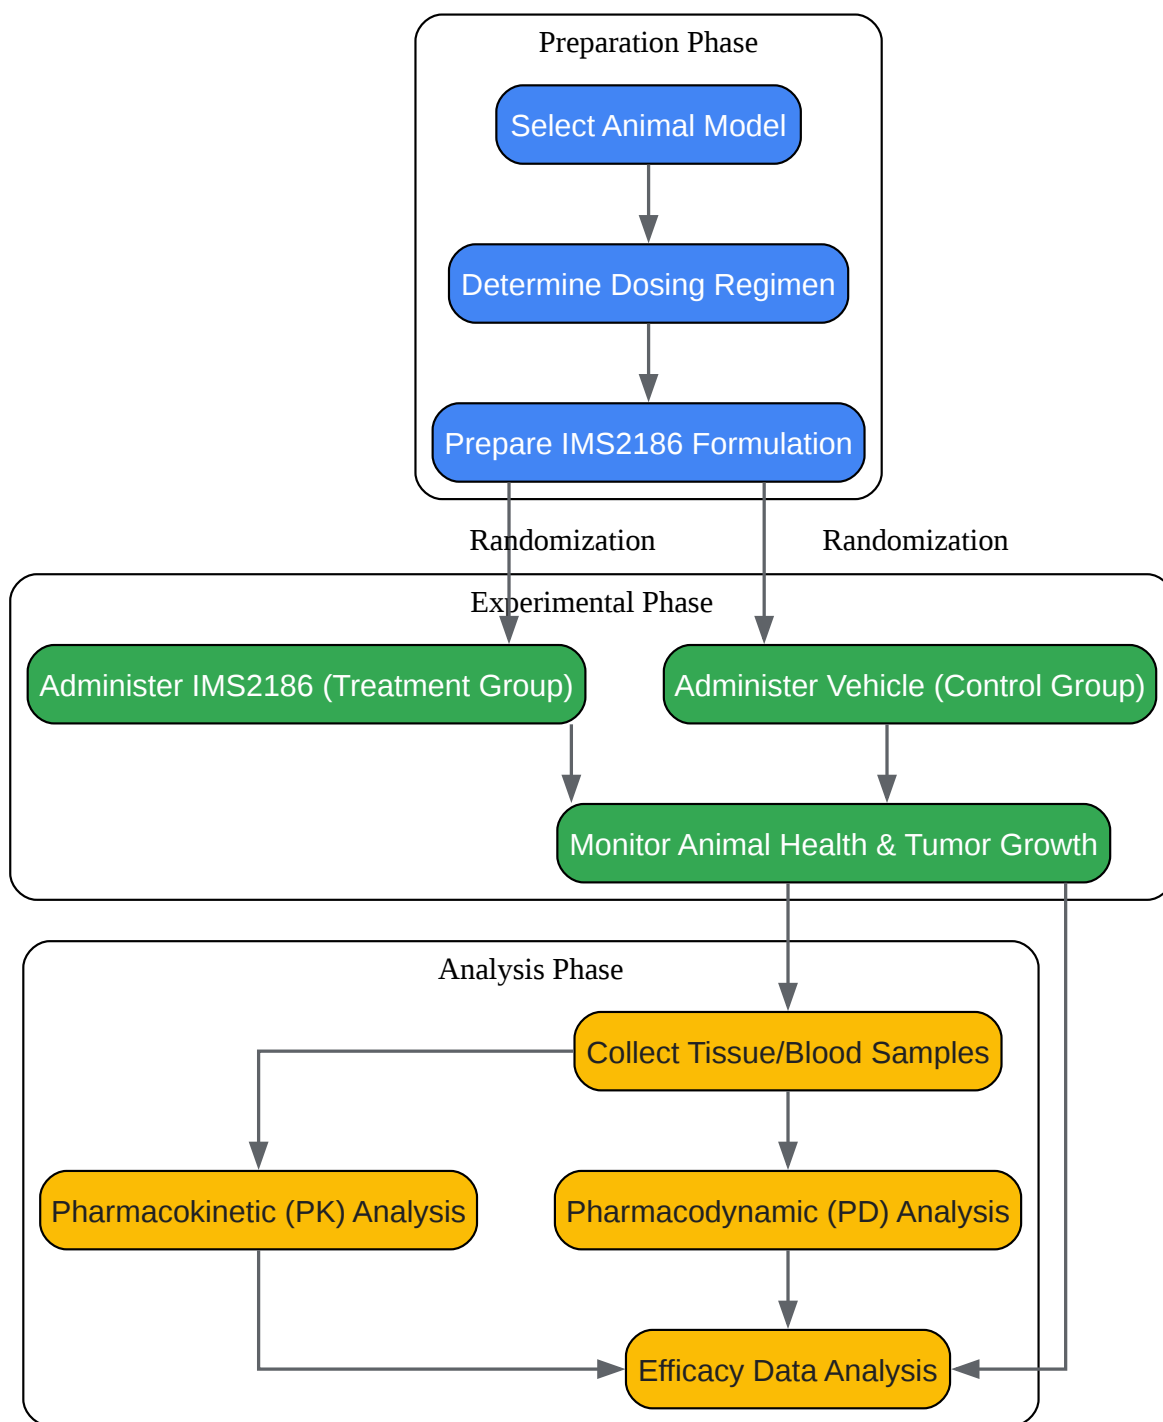 Preparation Phase
Select Animal Model
Determine Dosing Regimen
Prepare IMS2186 Formulation
Randomization
Randomization
Experimental Phase
Administer IMS2186 (Treatment Group)
Administer Vehicle (Control Group)
Monitor Animal Health & Tumor Growth
Analysis Phase
Collect Tissue/Blood Samples
Pharmacokinetic (PK) Analysis
Pharmacodynamic (PD) Analysis
Efficacy Data Analysis